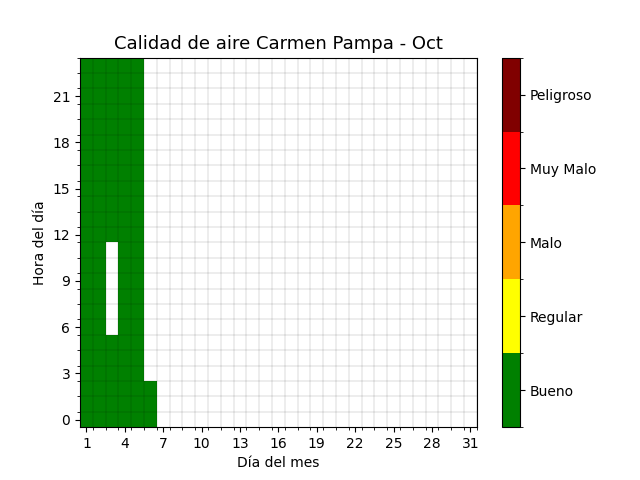 Calidad de aire Carmen Pampa - Oct
Hora del día
21
18
15
12
9
6
3
0
1 4 7 10 13 16 19 22 25 28 31
Día del mes
Peligroso
Muy Malo
Malo
Regular
Bueno